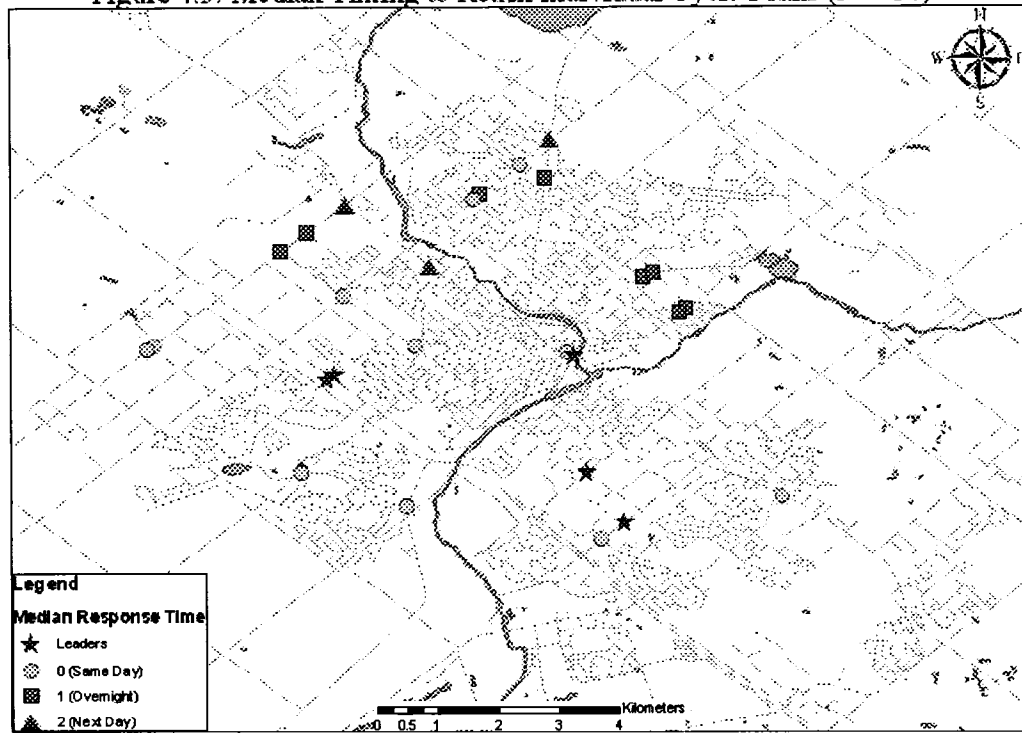 N
W
E
S
Legend
Median Response Time
Leaders
0 (Same Day)
1 (Overnight)
2 (Next Day)
0 0.5 1 2 3 4 Kilometers